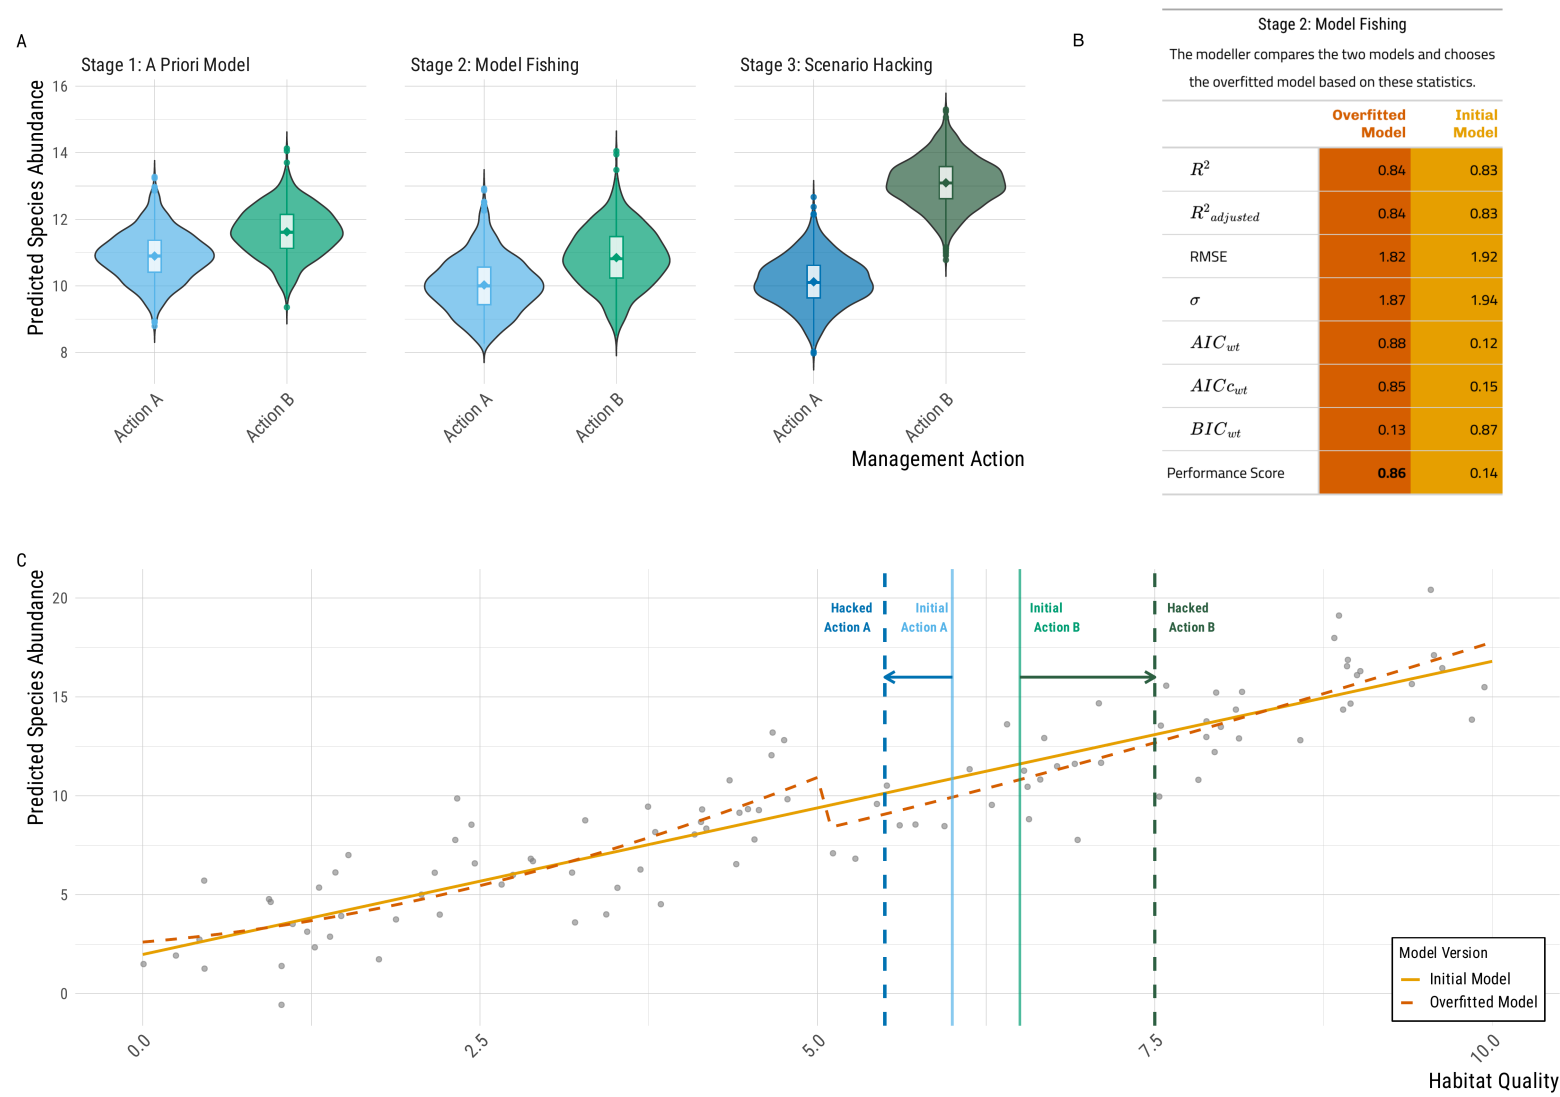 A
Stage 1: A Priori Model
Stage 2: Model Fishing
Stage 3: Scenario Hacking
Predicted Species Abundance
16
14
12
10
8
Action A
Action B
Action A
Action B
Action A
Action B
Management Action
B
Stage 2: Model Fishing
The modeller compares the two models and chooses
the overfitted model based on these statistics.
Overfitted Initial
Model Model
R² 0.84 0.83
R²adjusted 0.84 0.83
RMSE 1.82 1.92
σ 1.87 1.94
AICwt 0.88 0.12
AICcwt 0.85 0.15
BICwt 0.13 0.87
Performance Score 0.86 0.14
C
Predicted Species Abundance
20
15
10
5
0
Hacked
Action A
Initial
Action A
Initial
Action B
Hacked
Action B
Model Version
Initial Model
Overfitted Model
0.0
2.5
5.0
7.5
10.0
Habitat Quality